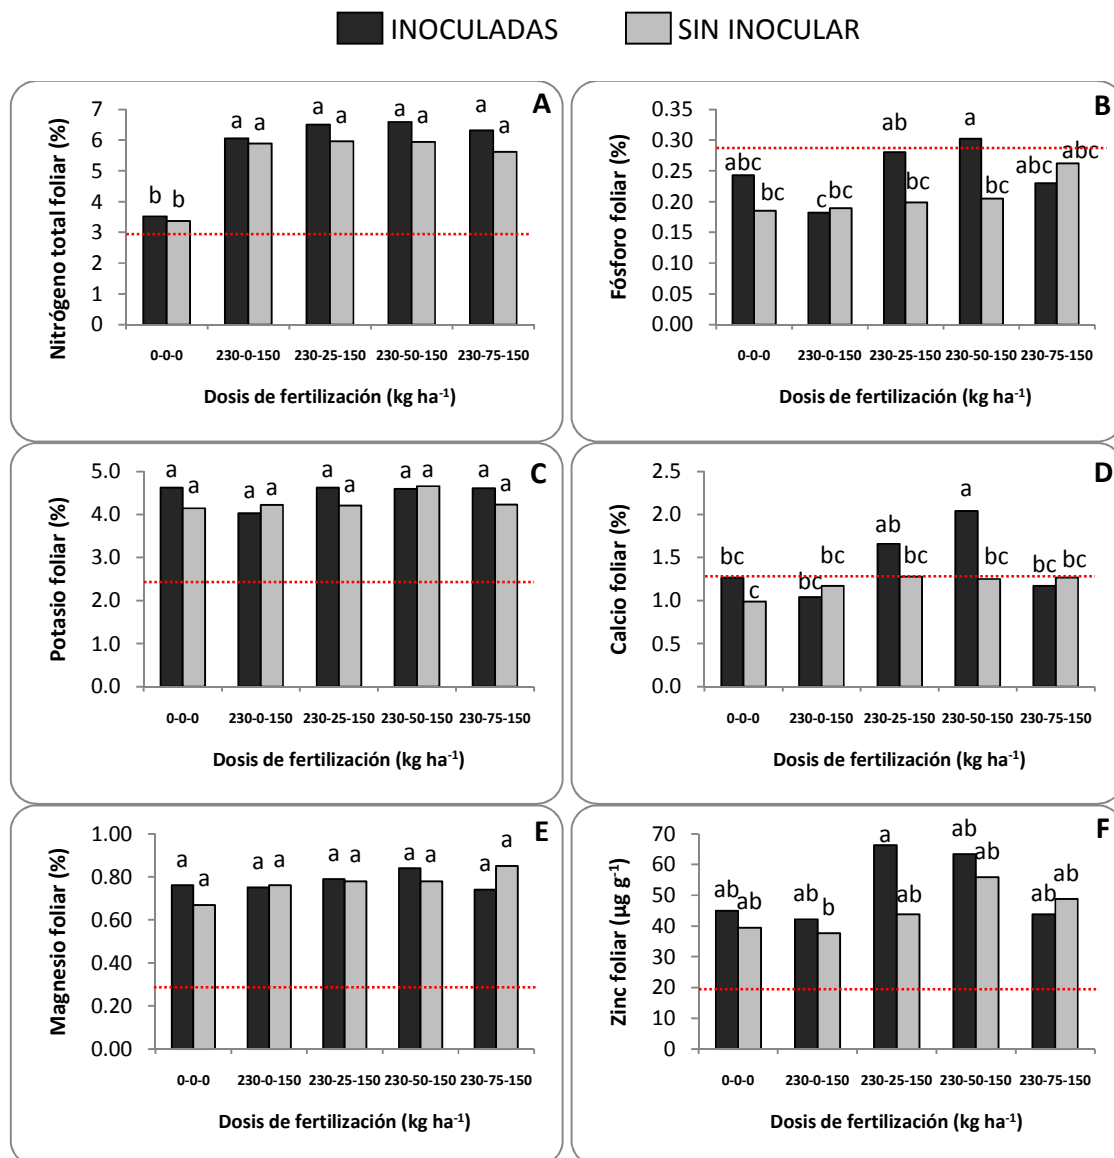 INOCULADAS SIN INOCULAR
A
Nitrógeno total foliar (%)
7
6
5
4
3
2
1
0
b b a a a a a a a a
0-0-0 230-0-150 230-25-150 230-50-150 230-75-150
Dosis de fertilización (kg ha-1)
B
Fósforo foliar (%)
0.35
0.30
0.25
0.20
0.15
0.10
0.05
0.00
abc bc c bc ab bc a bc abc abc
0-0-0 230-0-150 230-25-150 230-50-150 230-75-150
Dosis de fertilización (kg ha-1)
C
Potasio foliar (%)
5.0
4.0
3.0
2.0
1.0
0.0
a a a a a a a a a a
0-0-0 230-0-150 230-25-150 230-50-150 230-75-150
Dosis de fertilización (kg ha-1)
D
Calcio foliar (%)
2.5
2.0
1.5
1.0
0.5
0.0
bc c bc bc ab bc a bc bc bc
0-0-0 230-0-150 230-25-150 230-50-150 230-75-150
Dosis de fertilización (kg ha-1)
E
Magnesio foliar (%)
1.00
0.80
0.60
0.40
0.20
0.00
a a a a a a a a a a
0-0-0 230-0-150 230-25-150 230-50-150 230-75-150
Dosis de fertilización (kg ha-1)
F
Zinc foliar (µg g-1)
70
60
50
40
30
20
10
0
ab ab ab b a ab ab ab ab ab
0-0-0 230-0-150 230-25-150 230-50-150 230-75-150
Dosis de fertilización (kg ha-1)